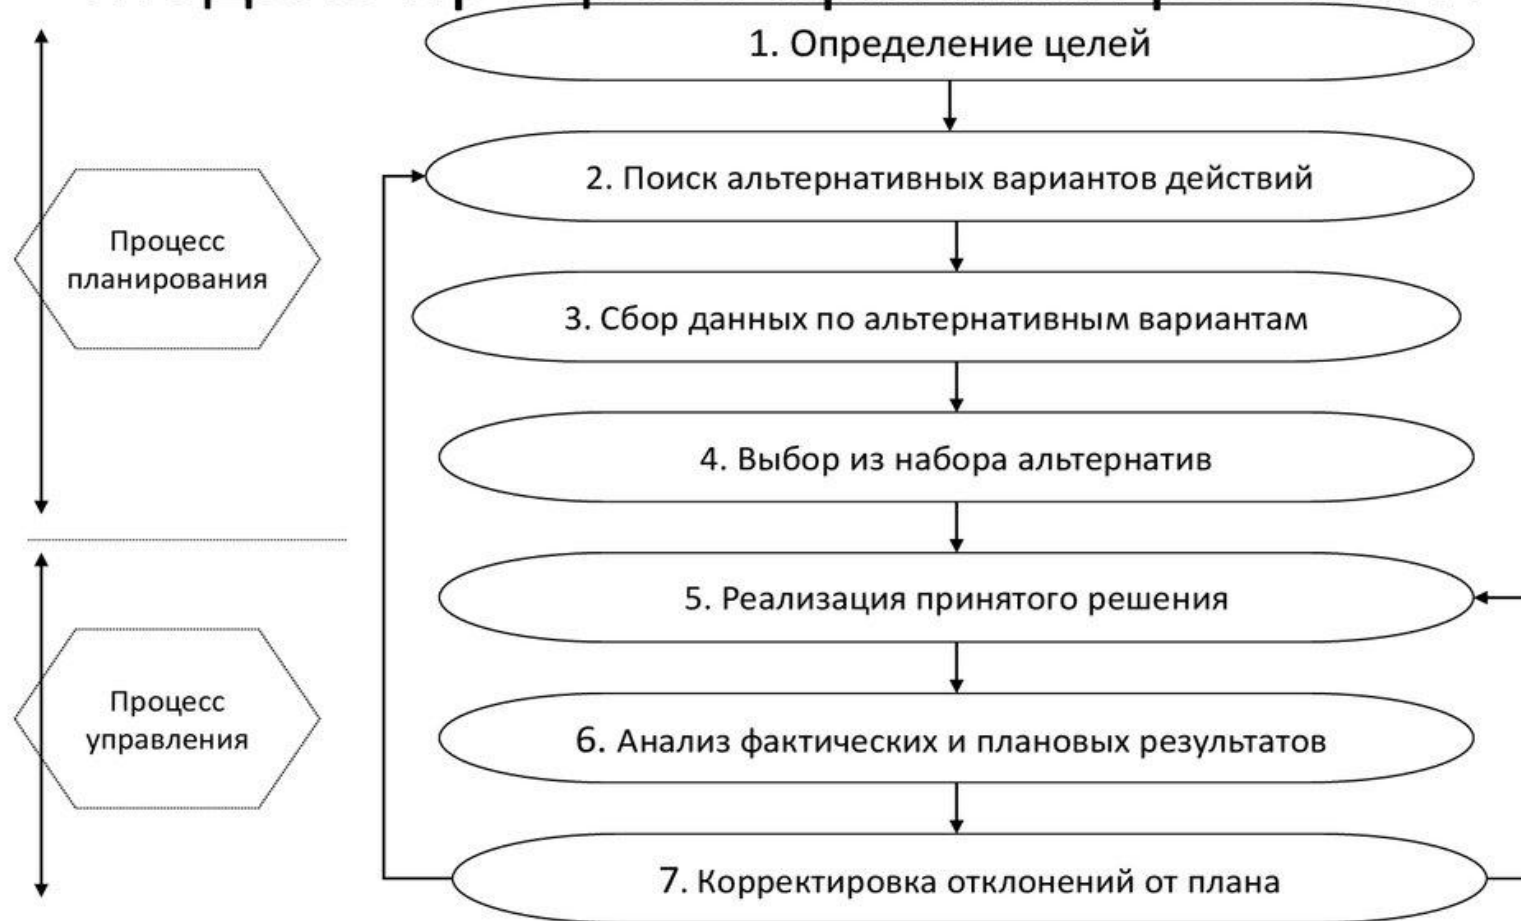 1. Определение целей
2. Поиск альтернативных вариантов действий
Процесс
планирования
3. Сбор данных по альтернативным вариантам
4. Выбор из набора альтернатив
5. Реализация принятого решения
Процесс
управления
6. Анализ фактических и плановых результатов
7. Корректировка отклонений от плана